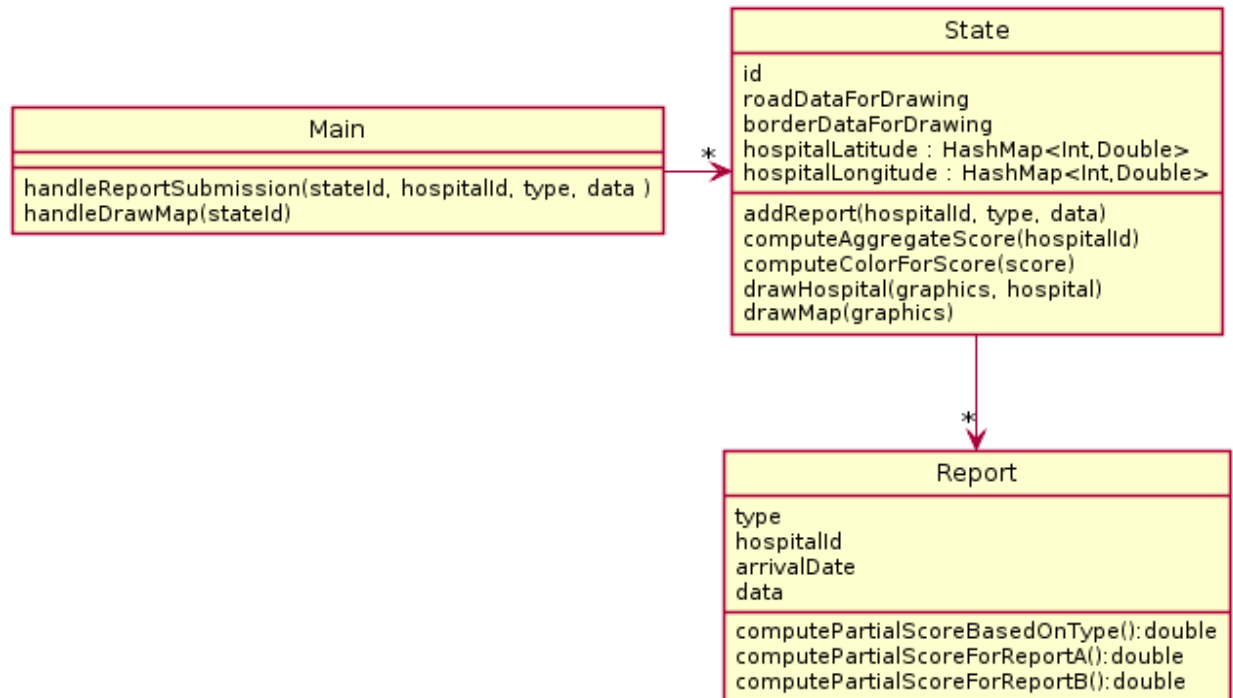 State
id
roadDataForDrawing
borderDataForDrawing
hospitalLatitude : HashMap<Int,Double>
hospitalLongitude : HashMap<Int,Double>
addReport(hospitalId, type, data)
computeAggregateScore(hospitalId)
computeColorForScore(score)
drawHospital(graphics, hospital)
drawMap(graphics)
Main
handleReportSubmission(stateId, hospitalId, type, data )
handleDrawMap(stateId)
*
*
Report
type
hospitalId
arrivalDate
data
computePartialScoreBasedOnType():double
computePartialScoreForReportA():double
computePartialScoreForReportB():double